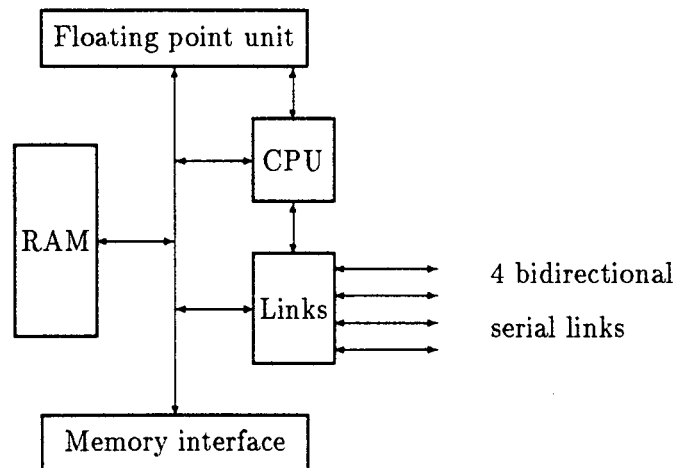 Floating point unit
CPU
RAM
Links
4 bidirectional
serial links
Memory interface